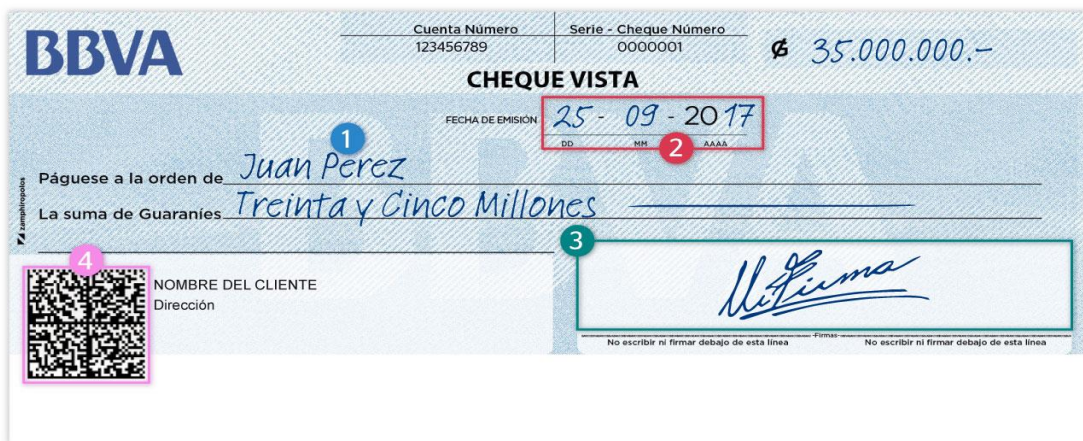 BBVA
Cuenta Número
123456789
Serie - Cheque Número
0000001
₲ 35.000.000.-
CHEQUE VISTA
FECHA DE EMISIÓN 25 - 09 - 2017
DD MM AAAA
1
2
Páguese a la orden de Juan Perez
La suma de Guaraníes Treinta y Cinco Millones
zamphiropolos
3
4
NOMBRE DEL CLIENTE
Dirección
Mi Firma
Firmas
No escribir ni firmar debajo de esta línea No escribir ni firmar debajo de esta línea